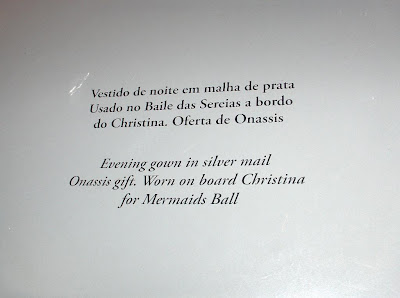 Vestido de noite em malha de prata
Usado no Baile das Sereias a bordo
do Christina. Oferta de Onassis
Evening gown in silver mail
Onassis gift. Worn on board Christina
for Mermaids Ball